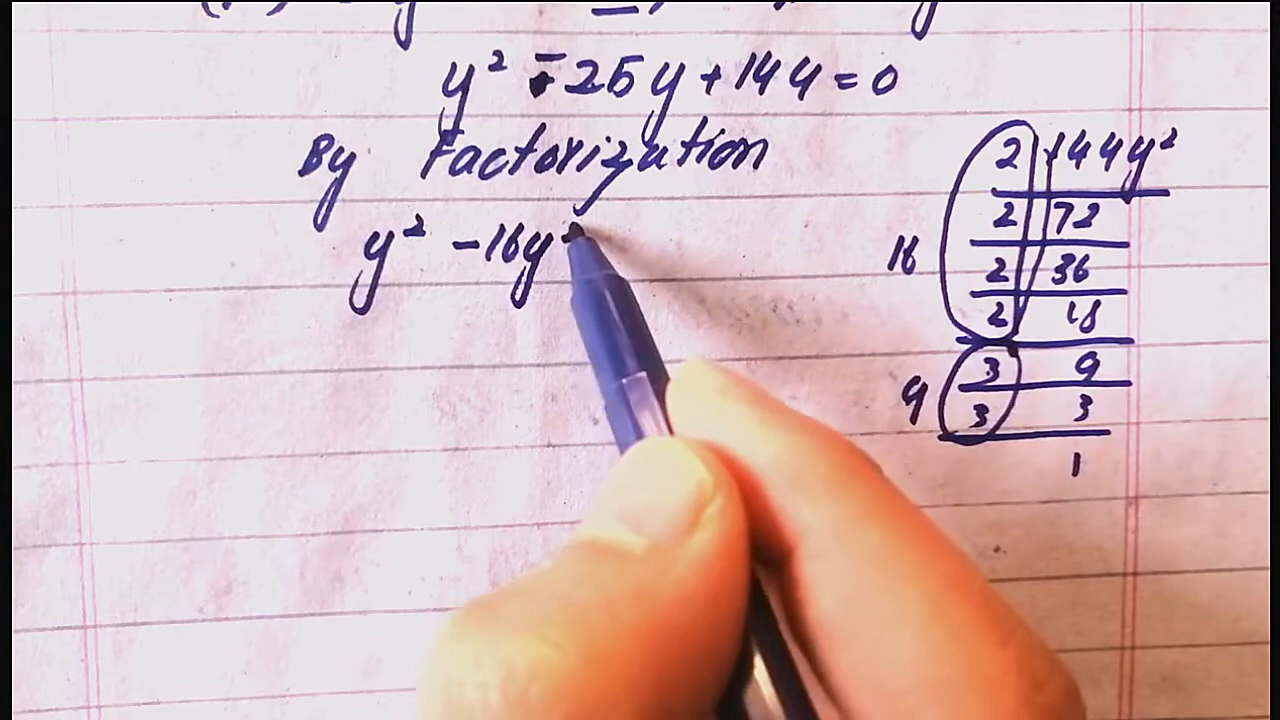 y² - 25y + 144 = 0
By Factorization
y² - 16y -
2 144y²
2 72
2 36
2 18
3 9
3 3
1
16
9